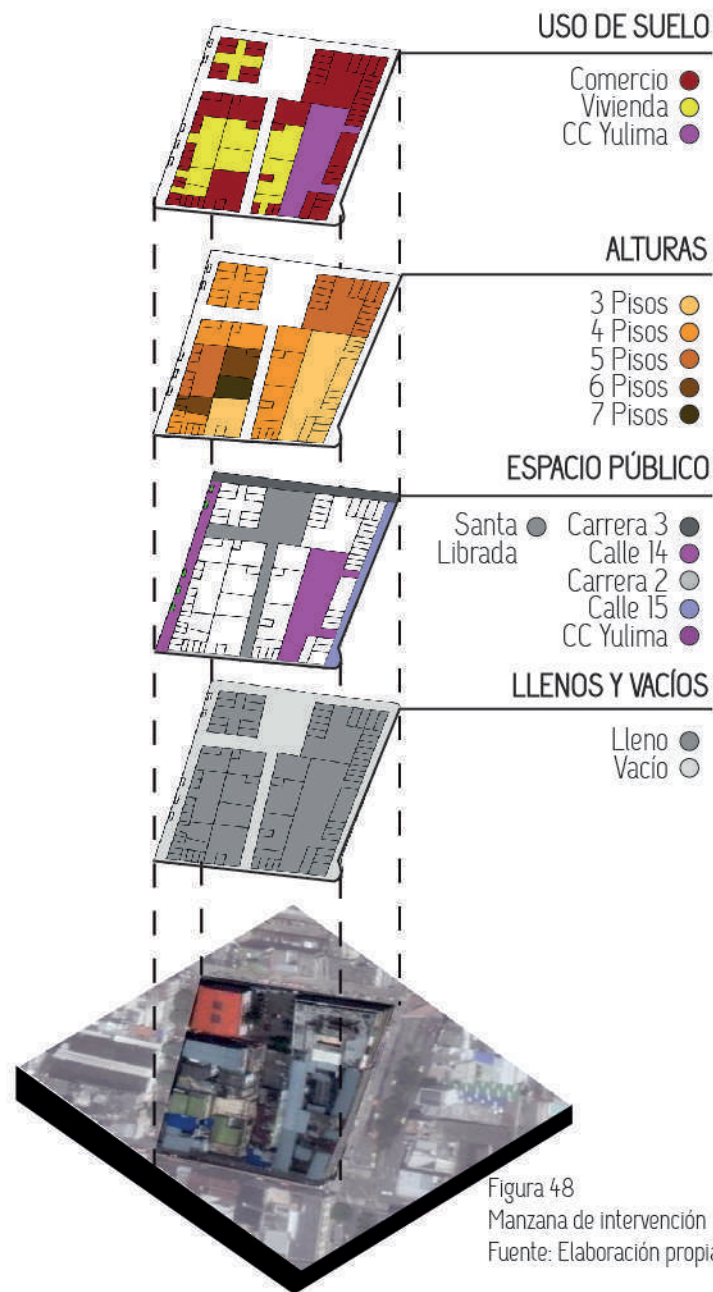 USO DE SUELO
Comercio
Vivienda
CC Yulima
ALTURAS
3 Pisos
4 Pisos
5 Pisos
6 Pisos
7 Pisos
ESPACIO PÚBLICO
Santa
Librada
Carrera 3
Calle 14
Carrera 2
Calle 15
CC Yulima
LLENOS Y VACÍOS
Lleno
Vacío
Figura 48
Manzana de intervención
Fuente: Elaboración propia